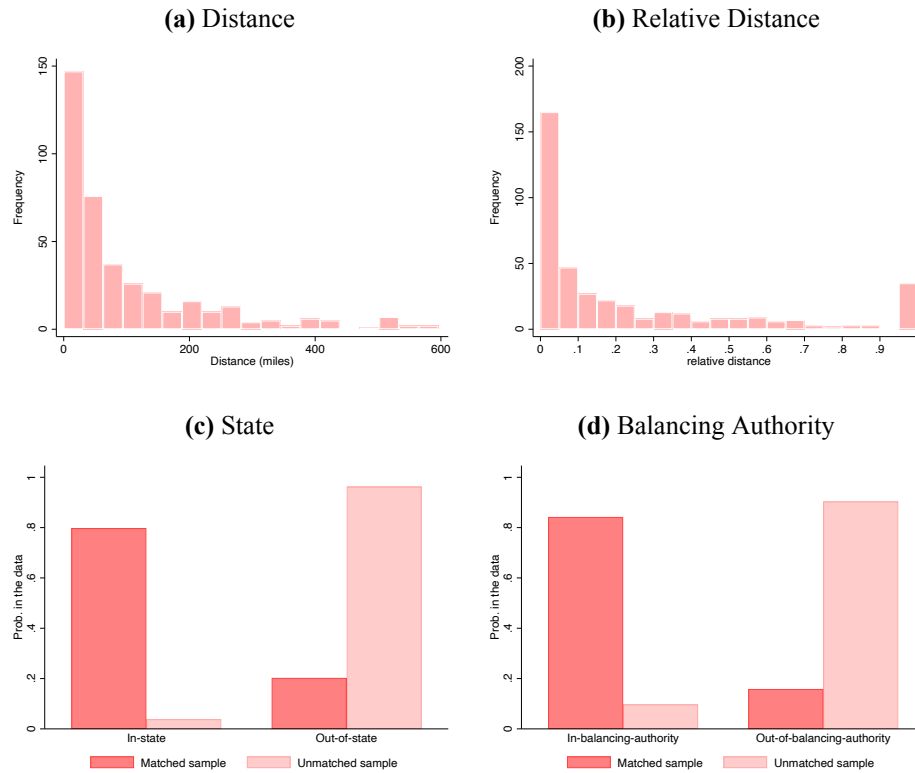 (a) Distance
150
100
50
0
Frequency
0 200 400 600
Distance (miles)
(b) Relative Distance
200
150
100
50
0
Frequency
0 .1 .2 .3 .4 .5 .6 .7 .8 .9
relative distance
(c) State
1
.8
.6
.4
.2
0
Prob. in the data
In-state Out-of-state
Matched sample Unmatched sample
(d) Balancing Authority
1
.8
.6
.4
.2
0
Prob. in the data
In-balancing-authority Out-of-balancing-authority
Matched sample Unmatched sample